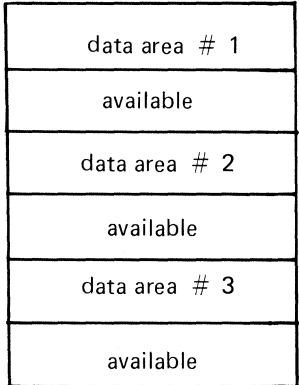 data area # 1
available
data area # 2
available
data area # 3
available